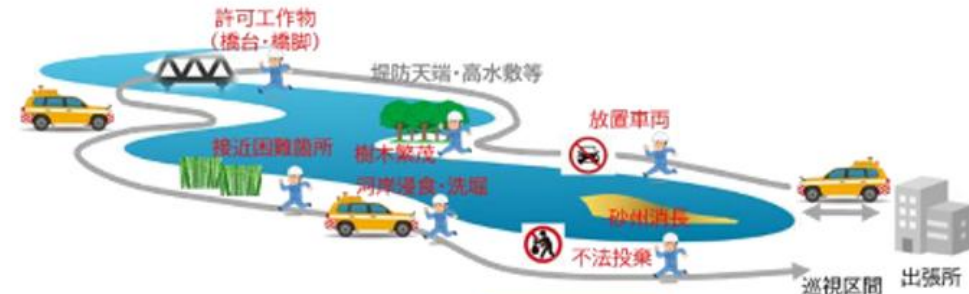 許可工作物
(橋台・橋脚)
堤防天端・高水敷等
放置車両
接近困難箇所
樹木繁茂
河岸浸食・洗堀
砂州消長
不法投棄
巡視区間
出張所